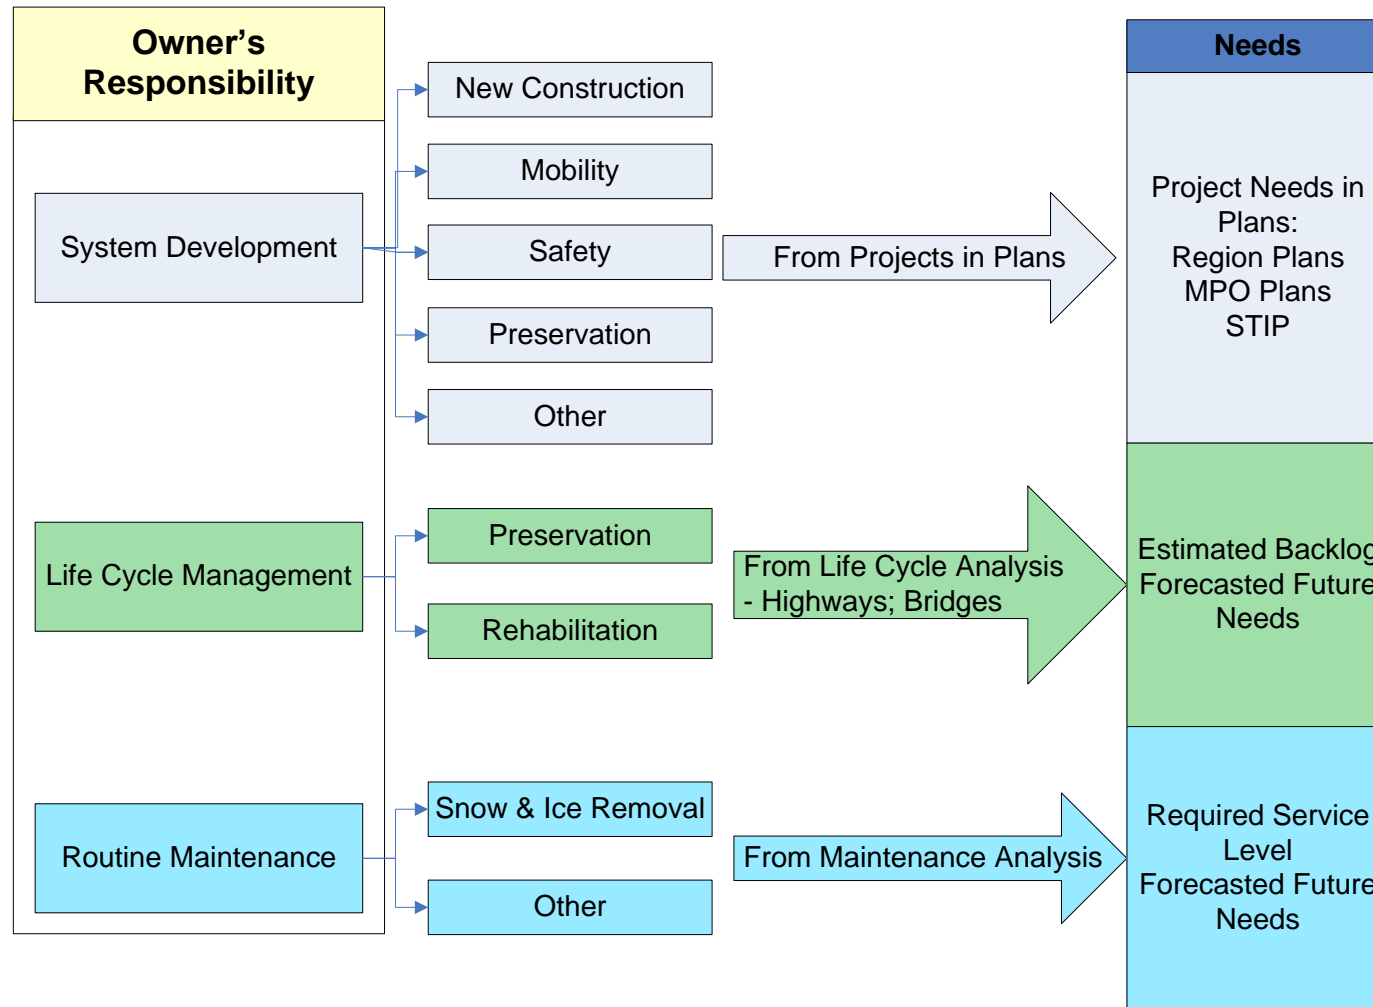 Owner’s
Responsibility
System Development
Life Cycle Management
Routine Maintenance
New Construction
Mobility
Safety
Preservation
Other
Preservation
Rehabilitation
Snow & Ice Removal
Other
From Projects in Plans
From Life Cycle Analysis
- Highways; Bridges
From Maintenance Analysis
Needs
Project Needs in
Plans:
Region Plans
MPO Plans
STIP
Estimated Backlog
Forecasted Future
Needs
Required Service
Level
Forecasted Future
Needs